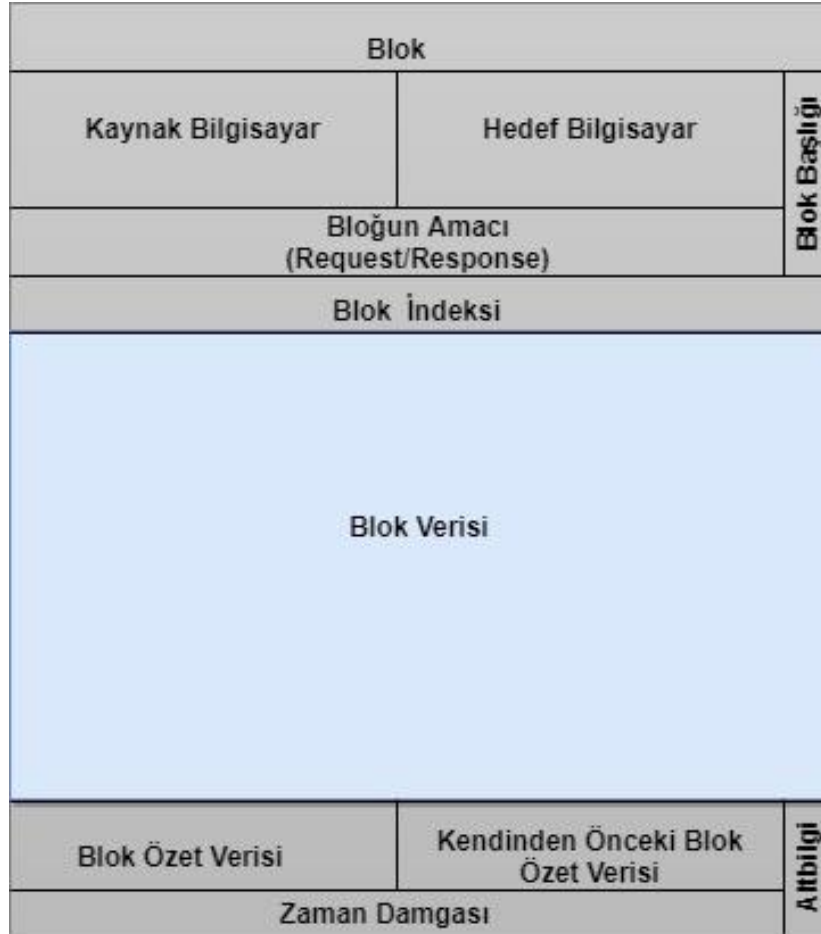 Blok
Kaynak Bilgisayar
Hedef Bilgisayar
Blok Başlığı
Bloğun Amacı
(Request/Response)
Blok İndeksi
Blok Verisi
Blok Özet Verisi
Kendinden Önceki Blok
Özet Verisi
Altbilgi
Zaman Damgası